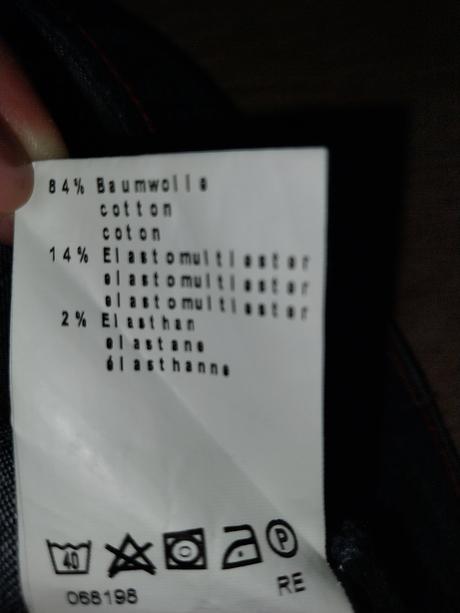 84% Baumwolle
cotton
coton
14% Elastomultiester
elastomultiester
elastomultiester
2% Elasthan
elastane
élasthanne
40
P
068198
RE